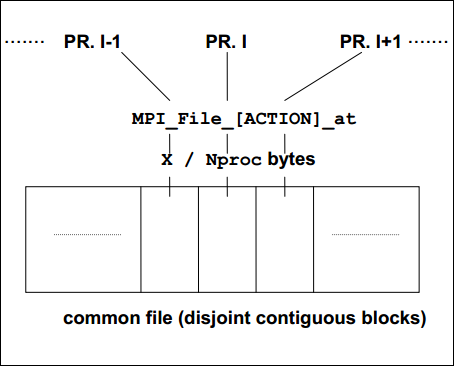 ....... PR. I-1 PR. I PR. I+1 .......
MPI_File_[ACTION]_at
X / Nproc bytes
common file (disjoint contiguous blocks)